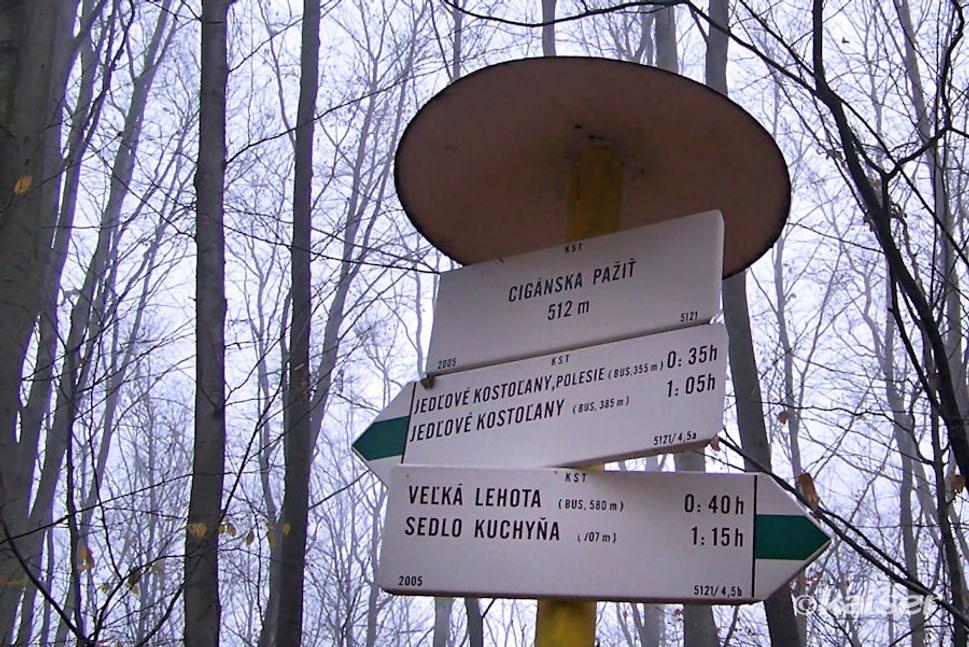 KST
CIGÁNSKA PAŽIŤ
512 m
2005 5121
KST
JEDĽOVÉ KOSTOĽANY, POLESIE (BUS, 355 m) 0:35h
JEDĽOVÉ KOSTOĽANY (BUS, 385 m) 1:05h
5121/4,5a
KST
VEĽKÁ LEHOTA (BUS, 580 m) 0:40h
SEDLO KUCHYŇA 1:15h
2005 5121/4,5b
©kaiser